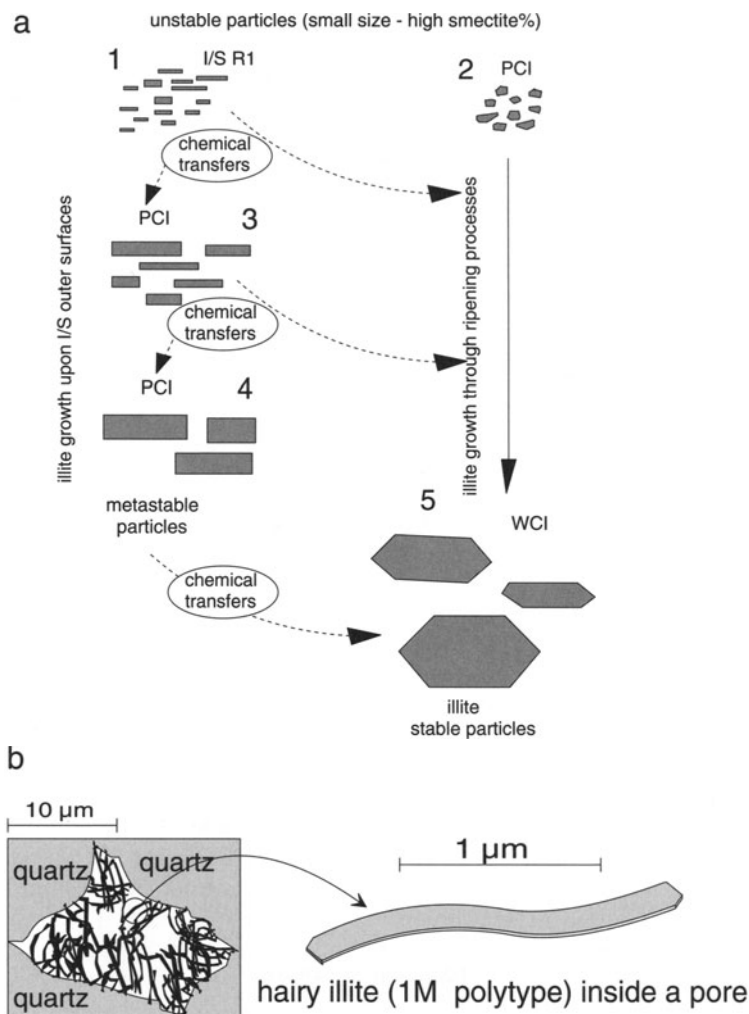 a
unstable particles (small size - high smectite%)
1
I/S R1
2
PCI
chemical
transfers
PCI
3
illite growth upon I/S outer surfaces
chemical
transfers
illite growth through ripening processes
PCI
4
metastable
particles
5
WCI
chemical
transfers
illite
stable particles
b
10 µm
quartz
quartz
quartz
1 µm
hairy illite (1M polytype) inside a pore